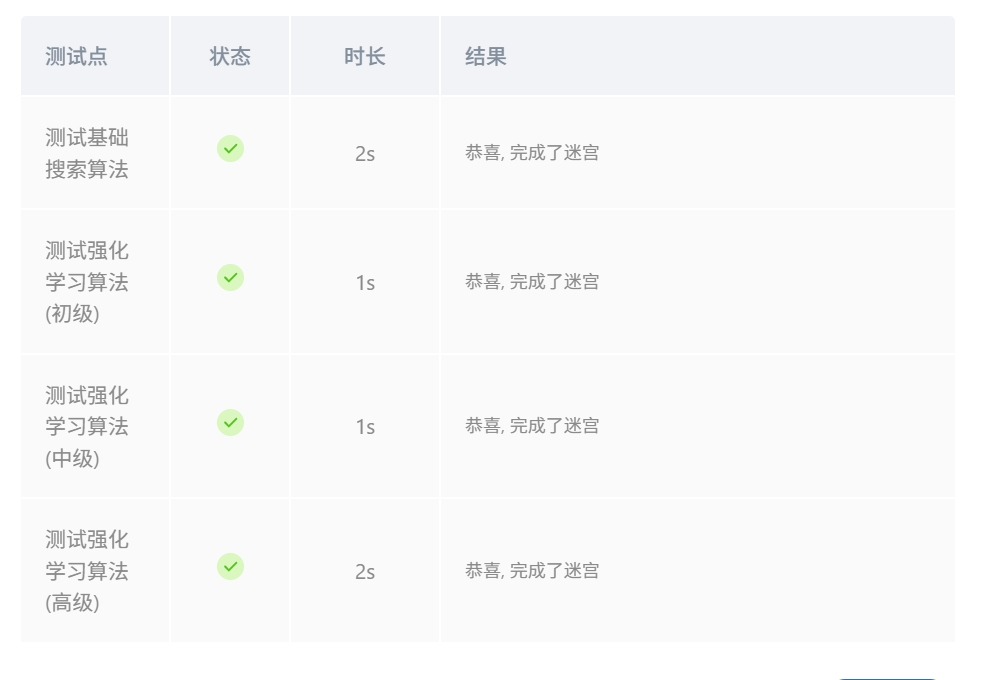 测试点 状态 时长 结果
测试基础
搜索算法
2s 恭喜, 完成了迷宫
测试强化
学习算法
(初级)
1s 恭喜, 完成了迷宫
测试强化
学习算法
(中级)
1s 恭喜, 完成了迷宫
测试强化
学习算法
(高级)
2s 恭喜, 完成了迷宫